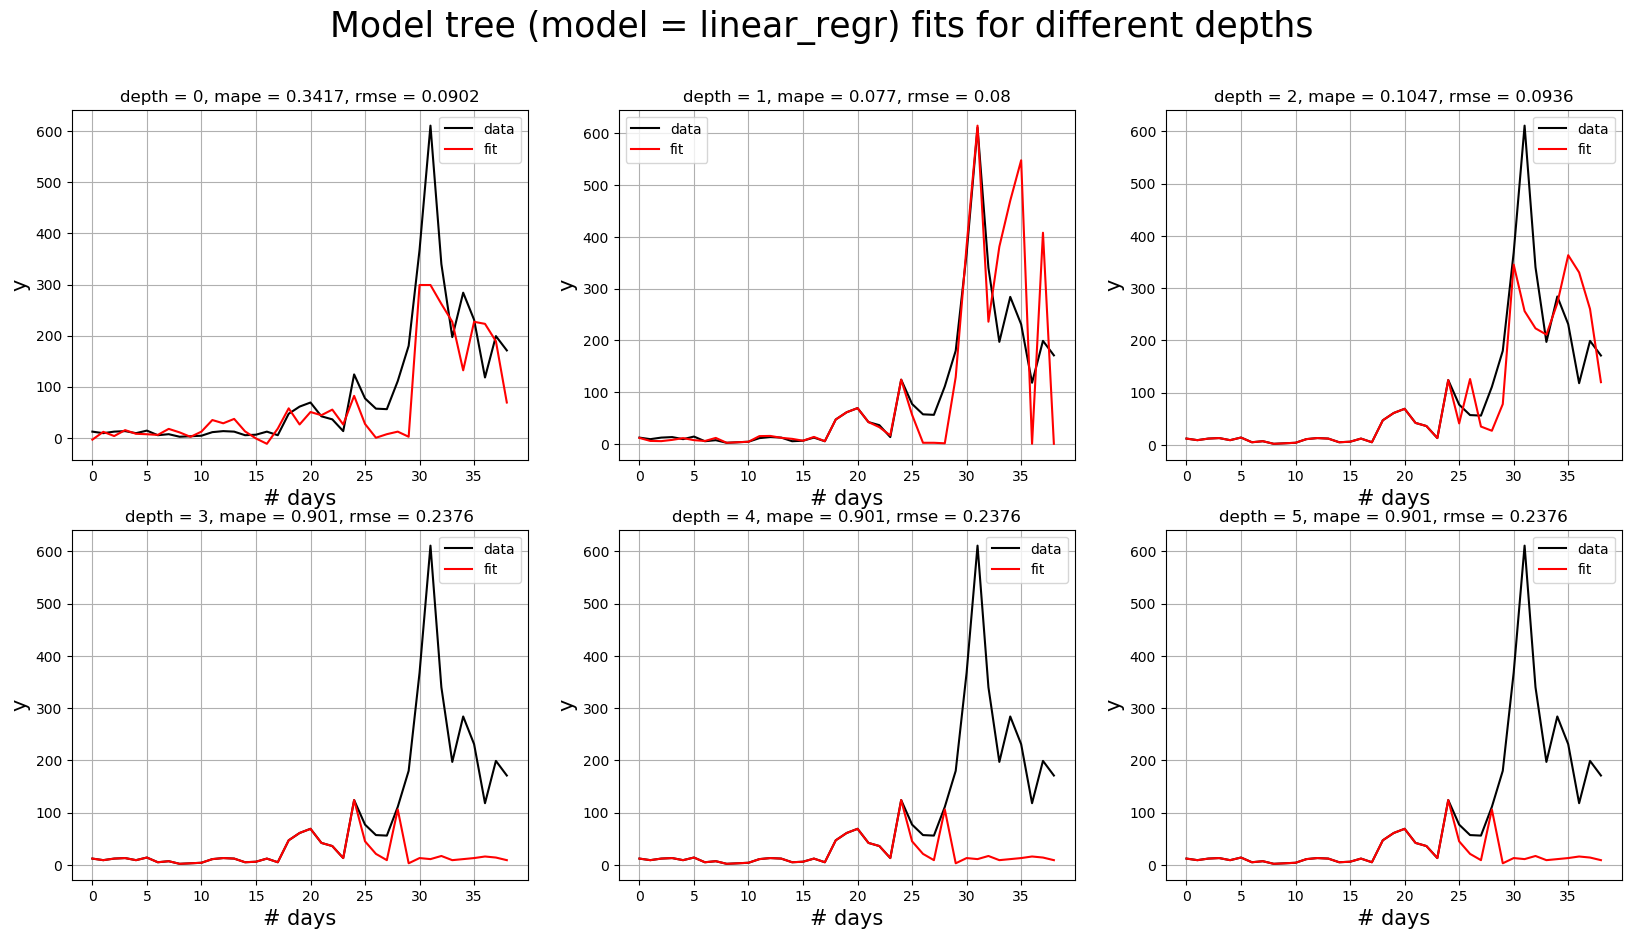 Model tree (model = linear_regr) fits for different depths
depth = 0, mape = 0.3417, rmse = 0.0902
data
fit
600
500
400
300
200
100
0
y
0 5 10 15 20 25 30 35
# days
depth = 1, mape = 0.077, rmse = 0.08
data
fit
600
500
400
300
200
100
0
y
0 5 10 15 20 25 30 35
# days
depth = 2, mape = 0.1047, rmse = 0.0936
data
fit
600
500
400
300
200
100
0
y
0 5 10 15 20 25 30 35
# days
depth = 3, mape = 0.901, rmse = 0.2376
data
fit
600
500
400
300
200
100
0
y
0 5 10 15 20 25 30 35
# days
depth = 4, mape = 0.901, rmse = 0.2376
data
fit
600
500
400
300
200
100
0
y
0 5 10 15 20 25 30 35
# days
depth = 5, mape = 0.901, rmse = 0.2376
data
fit
600
500
400
300
200
100
0
y
0 5 10 15 20 25 30 35
# days